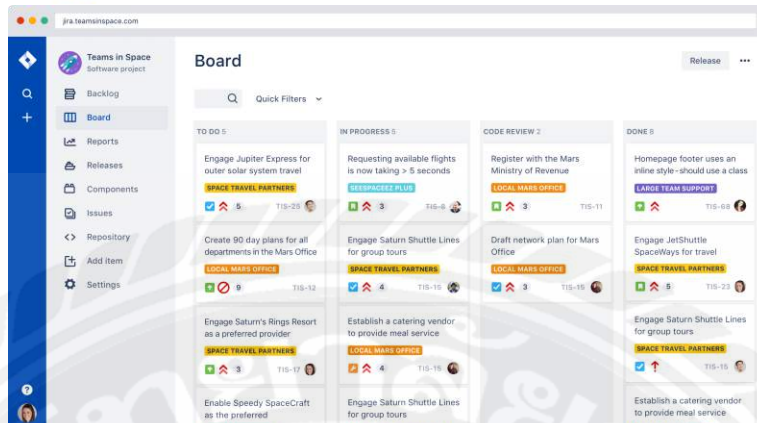 jira.teamsinspace.com
Teams in Space
Software project
Backlog
Board
Reports
Releases
Components
Issues
Repository
Add item
Settings
Board
Release
Quick Filters
TO DO 5
Engage Jupiter Express for
outer solar system travel
SPACE TRAVEL PARTNERS
5
TIS-25
Create 90 day plans for all
departments in the Mars Office
LOCAL MARS OFFICE
9
TIS-12
Engage Saturn's Rings Resort
as a preferred provider
SPACE TRAVEL PARTNERS
3
TIS-17
Enable Speedy SpaceCraft
as the preferred
IN PROGRESS 5
Requesting available flights
is now taking > 5 seconds
SEESPACEEZ PLUS
3
TIS-8
Engage Saturn Shuttle Lines
for group tours
SPACE TRAVEL PARTNERS
4
TIS-15
Establish a catering vendor
to provide meal service
LOCAL MARS OFFICE
4
TIS-15
Engage Saturn Shuttle Lines
for group tours
CODE REVIEW 2
Register with the Mars
Ministry of Revenue
LOCAL MARS OFFICE
3
TIS-11
Draft network plan for Mars
Office
LOCAL MARS OFFICE
3
TIS-15
DONE 8
Homepage footer uses an
inline style-should use a class
LARGE TEAM SUPPORT
TIS-68
Engage JetShuttle
SpaceWays for travel
SPACE TRAVEL PARTNERS
5
TIS-23
Engage Saturn Shuttle Lines
for group tours
SPACE TRAVEL PARTNERS
TIS-15
Establish a catering vendor
to provide meal service